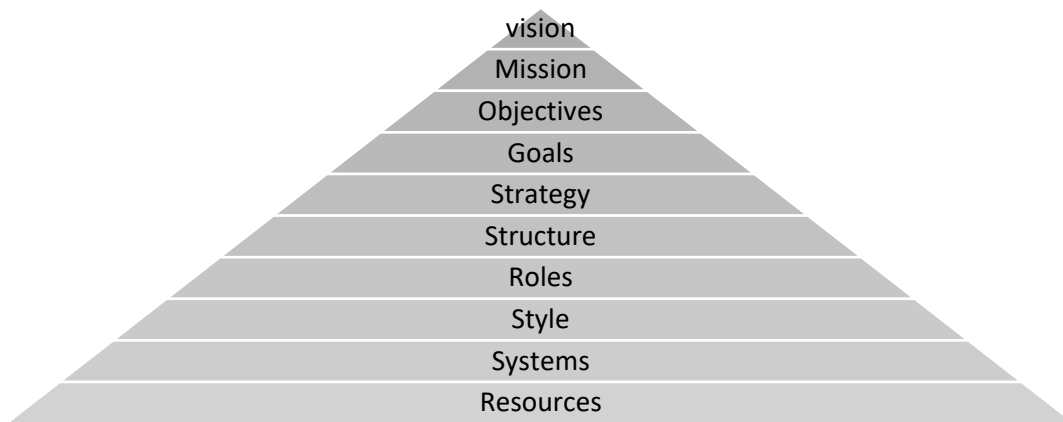 vision
Mission
Objectives
Goals
Strategy
Structure
Roles
Style
Systems
Resources